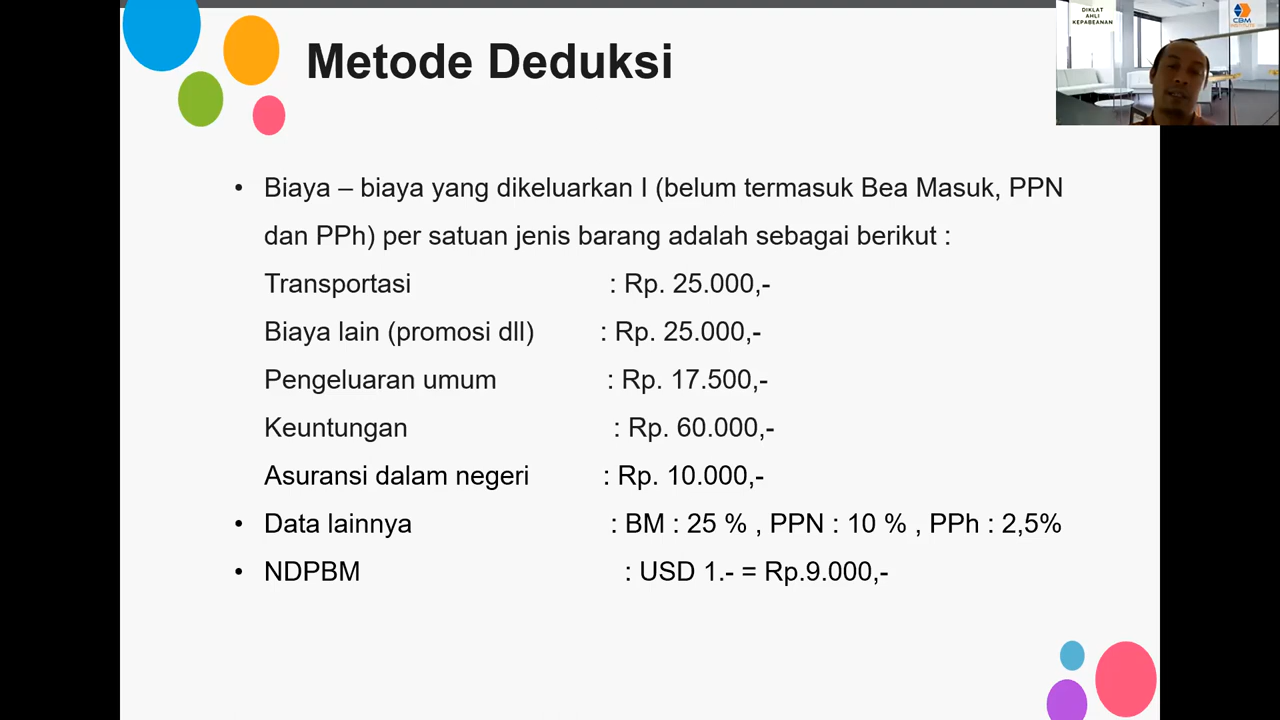 Metode Deduksi
DIKLAT
AHLI
KEPABEANAN
CBM
INSTITUTE
• Biaya – biaya yang dikeluarkan I (belum termasuk Bea Masuk, PPN
dan PPh) per satuan jenis barang adalah sebagai berikut :
Transportasi : Rp. 25.000,-
Biaya lain (promosi dll) : Rp. 25.000,-
Pengeluaran umum : Rp. 17.500,-
Keuntungan : Rp. 60.000,-
Asuransi dalam negeri : Rp. 10.000,-
• Data lainnya : BM : 25 % , PPN : 10 % , PPh : 2,5%
• NDPBM : USD 1.- = Rp.9.000,-